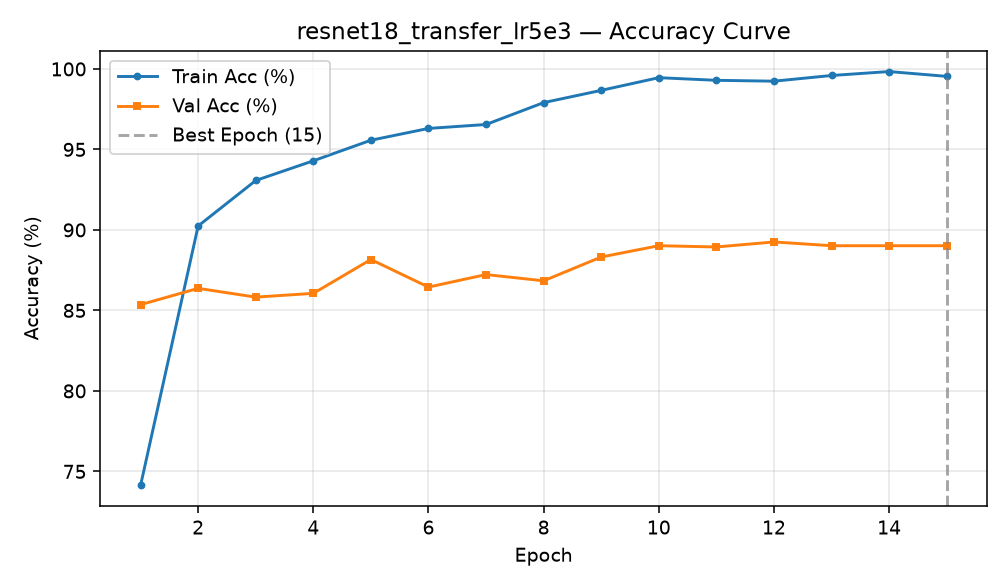 resnet18_transfer_lr5e3 — Accuracy Curve
Train Acc (%)
Val Acc (%)
Best Epoch (15)
Accuracy (%)
100
95
90
85
80
75
2 4 6 8 10 12 14
Epoch